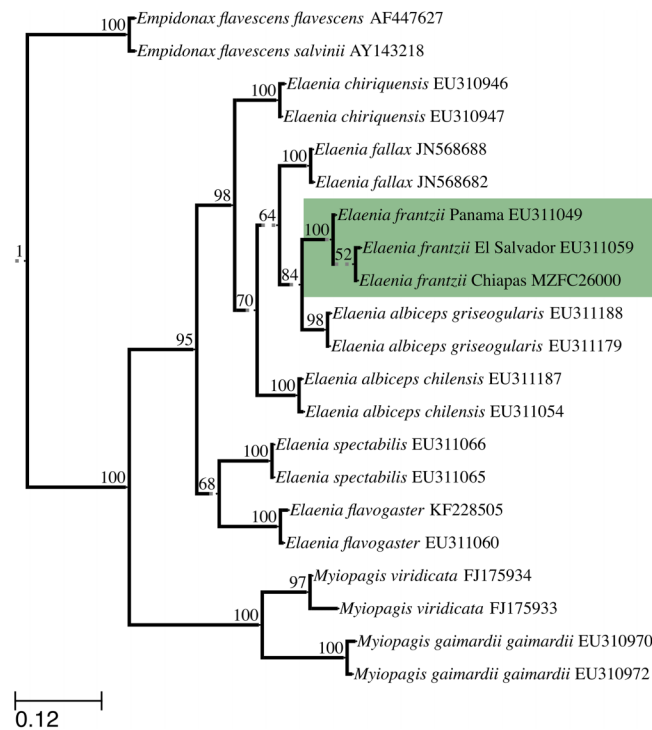 100
Empidonax flavescens flavescens AF447627
Empidonax flavescens salvinii AY143218
Elaenia chiriquensis EU310946
100
Elaenia chiriquensis EU310947
Elaenia fallax JN568688
100
Elaenia fallax JN568682
98
64
Elaenia frantzii Panama EU311049
100
Elaenia frantzii El Salvador EU311059
52
1
Elaenia frantzii Chiapas MZFC26000
84
70
Elaenia albiceps griseogularis EU311188
98
Elaenia albiceps griseogularis EU311179
95
Elaenia albiceps chilensis EU311187
100
Elaenia albiceps chilensis EU311054
Elaenia spectabilis EU311066
100
Elaenia spectabilis EU311065
100
68
Elaenia flavogaster KF228505
100
Elaenia flavogaster EU311060
Myiopagis viridicata FJ175934
97
Myiopagis viridicata FJ175933
100
Myiopagis gaimardii gaimardii EU310970
100
Myiopagis gaimardii gaimardii EU310972
0.12